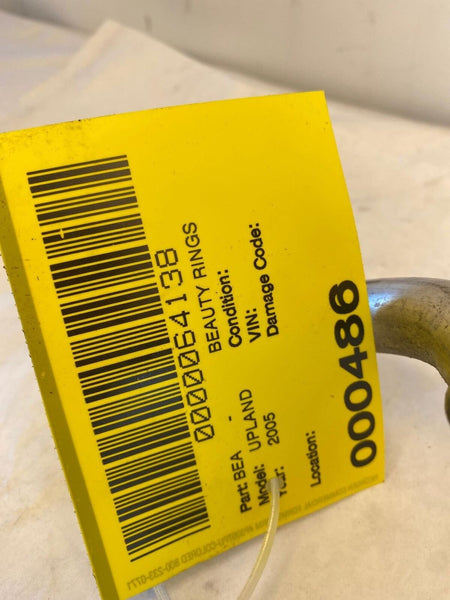 0000064138
BEAUTY RINGS
Part: BEA - Condition:
Model: UPLAND VIN:
Year: 2005 Damage Code:
Location:
000486